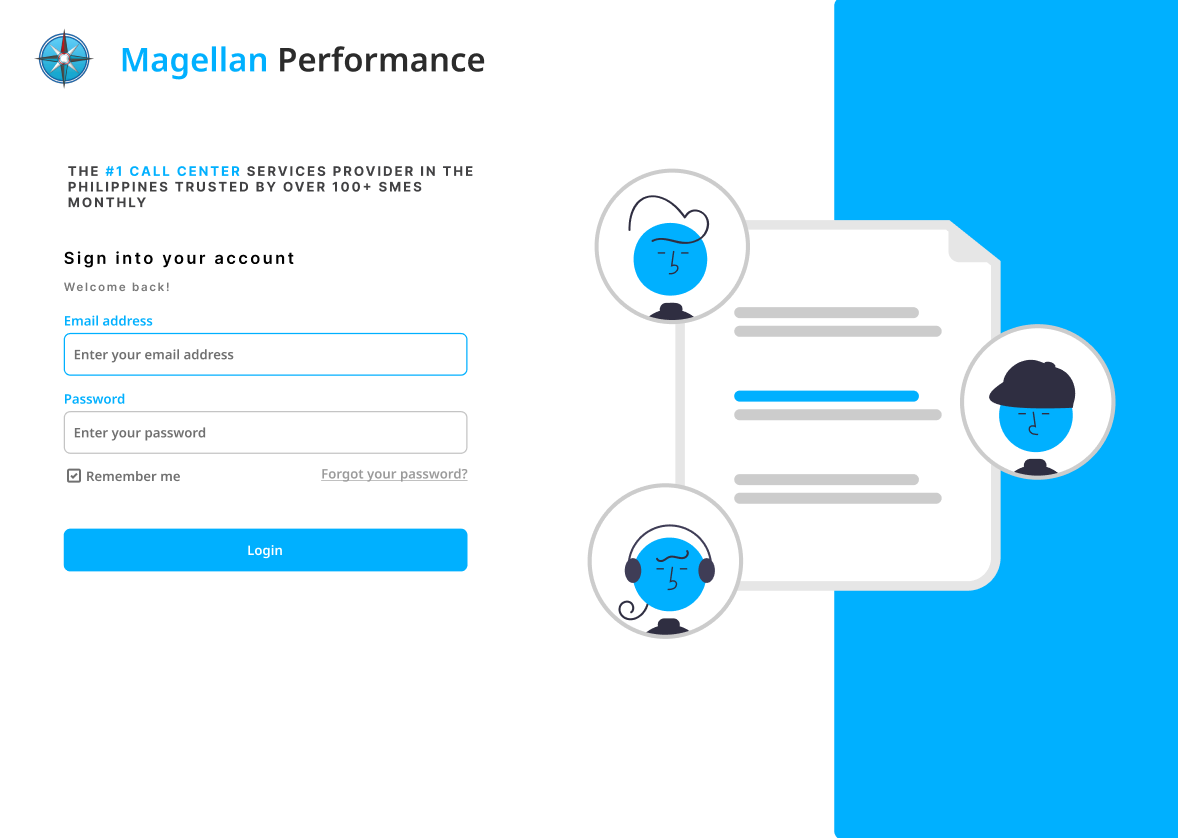 Magellan Performance
THE #1 CALL CENTER SERVICES PROVIDER IN THE
PHILIPPINES TRUSTED BY OVER 100+ SMES
MONTHLY
Sign into your account
Welcome back!
Email address
Enter your email address
Password
Enter your password
Remember me
Forgot your password?
Login